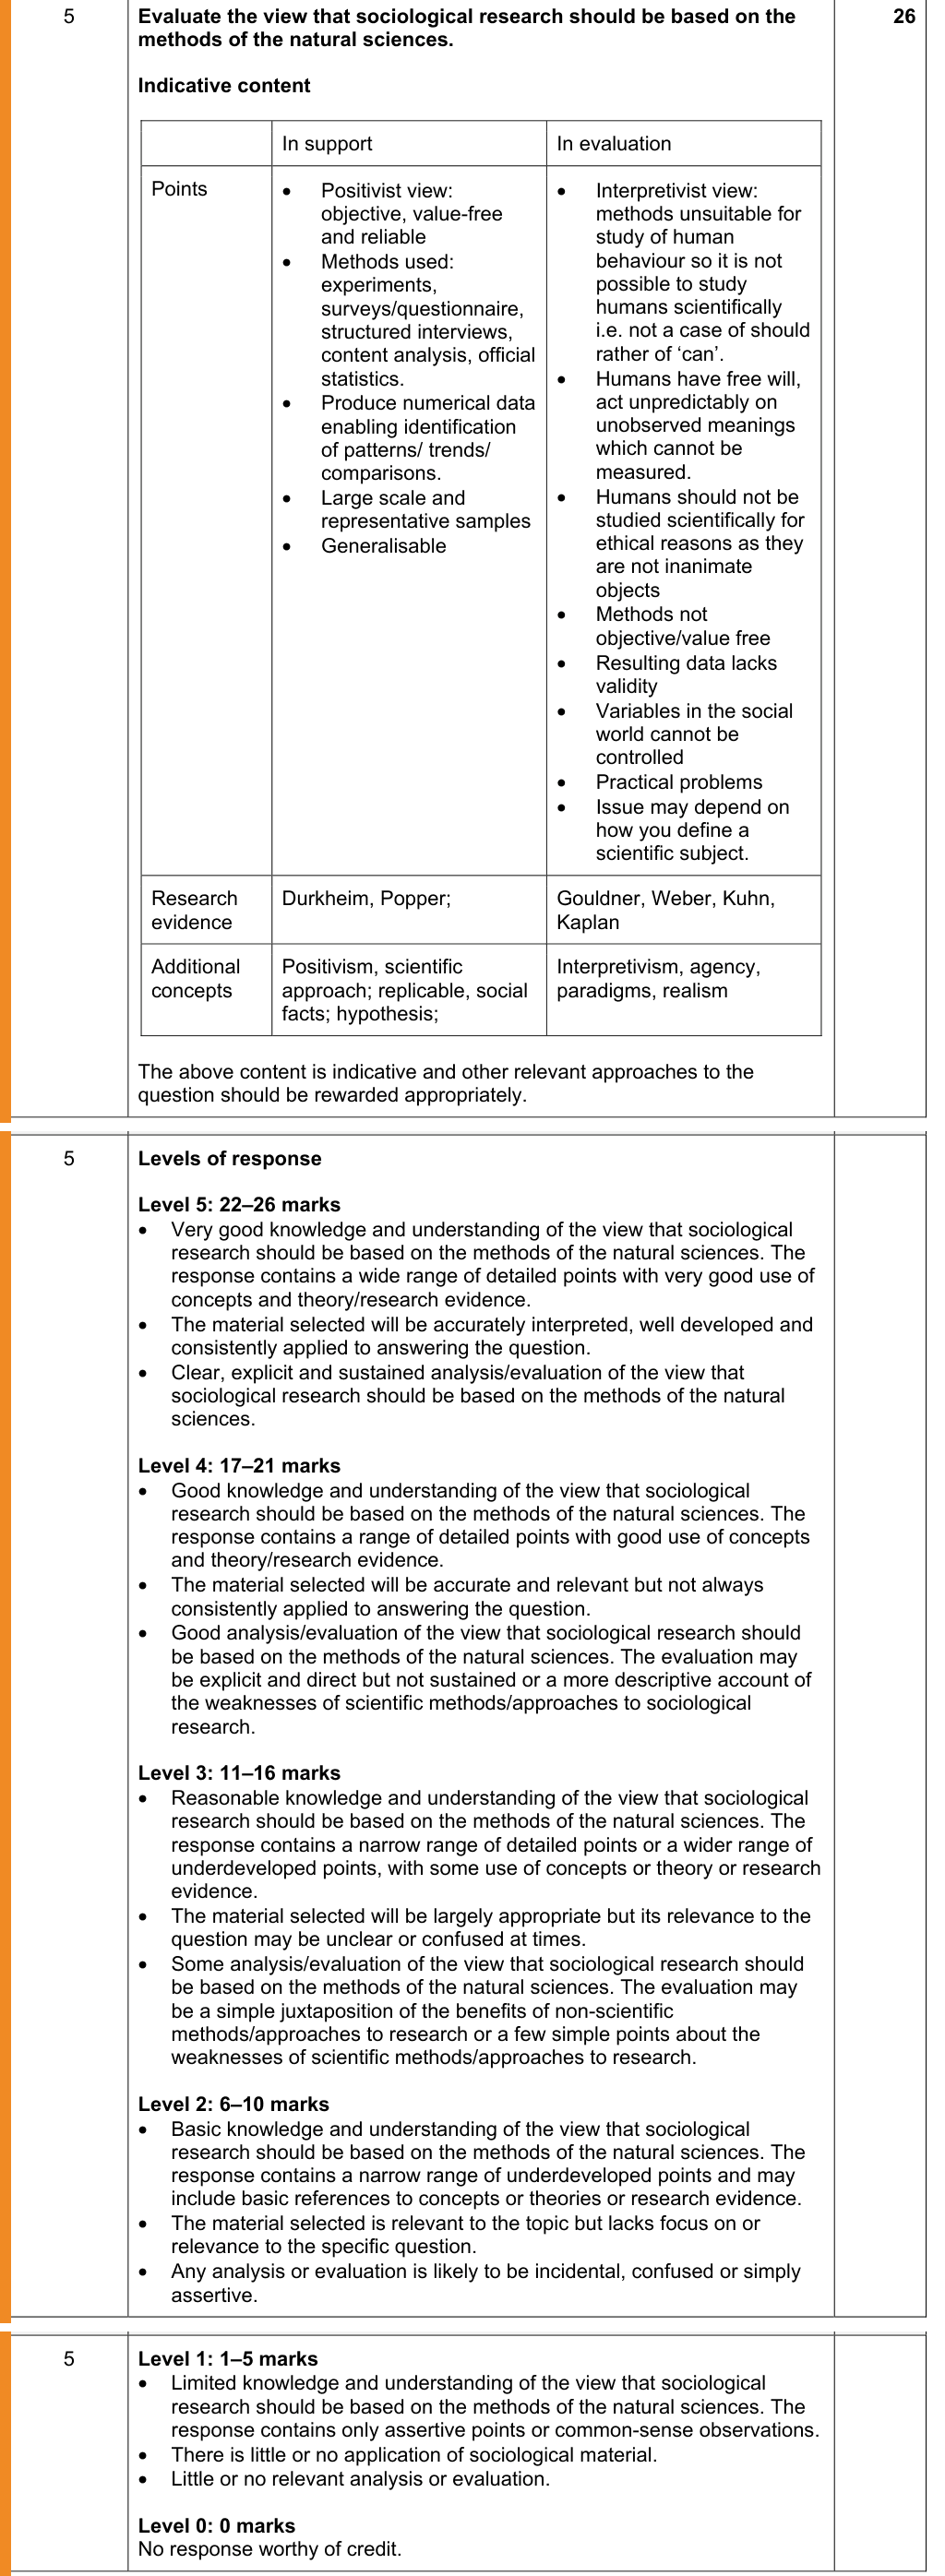 5
Evaluate the view that sociological research should be based on the
methods of the natural sciences.
26
Indicative content
In support
In evaluation
Points
• Positivist view:
objective, value-free
and reliable
• Methods used:
experiments,
surveys/questionnaire,
structured interviews,
content analysis, official
statistics.
• Produce numerical data
enabling identification
of patterns/ trends/
comparisons.
• Large scale and
representative samples
• Generalisable
• Interpretivist view:
methods unsuitable for
study of human
behaviour so it is not
possible to study
humans scientifically
i.e. not a case of should
rather of ‘can’.
• Humans have free will,
act unpredictably on
unobserved meanings
which cannot be
measured.
• Humans should not be
studied scientifically for
ethical reasons as they
are not inanimate
objects
• Methods not
objective/value free
• Resulting data lacks
validity
• Variables in the social
world cannot be
controlled
• Practical problems
• Issue may depend on
how you define a
scientific subject.
Research
evidence
Durkheim, Popper;
Gouldner, Weber, Kuhn,
Kaplan
Additional
concepts
Positivism, scientific
approach; replicable, social
facts; hypothesis;
Interpretivism, agency,
paradigms, realism
The above content is indicative and other relevant approaches to the
question should be rewarded appropriately.
5
Levels of response
Level 5: 22–26 marks
• Very good knowledge and understanding of the view that sociological
research should be based on the methods of the natural sciences. The
response contains a wide range of detailed points with very good use of
concepts and theory/research evidence.
• The material selected will be accurately interpreted, well developed and
consistently applied to answering the question.
• Clear, explicit and sustained analysis/evaluation of the view that
sociological research should be based on the methods of the natural
sciences.
Level 4: 17–21 marks
• Good knowledge and understanding of the view that sociological
research should be based on the methods of the natural sciences. The
response contains a range of detailed points with good use of concepts
and theory/research evidence.
• The material selected will be accurate and relevant but not always
consistently applied to answering the question.
• Good analysis/evaluation of the view that sociological research should
be based on the methods of the natural sciences. The evaluation may
be explicit and direct but not sustained or a more descriptive account of
the weaknesses of scientific methods/approaches to sociological
research.
Level 3: 11–16 marks
• Reasonable knowledge and understanding of the view that sociological
research should be based on the methods of the natural sciences. The
response contains a narrow range of detailed points or a wider range of
underdeveloped points, with some use of concepts or theory or research
evidence.
• The material selected will be largely appropriate but its relevance to the
question may be unclear or confused at times.
• Some analysis/evaluation of the view that sociological research should
be based on the methods of the natural sciences. The evaluation may
be a simple juxtaposition of the benefits of non-scientific
methods/approaches to research or a few simple points about the
weaknesses of scientific methods/approaches to research.
Level 2: 6–10 marks
• Basic knowledge and understanding of the view that sociological
research should be based on the methods of the natural sciences. The
response contains a narrow range of underdeveloped points and may
include basic references to concepts or theories or research evidence.
• The material selected is relevant to the topic but lacks focus on or
relevance to the specific question.
• Any analysis or evaluation is likely to be incidental, confused or simply
assertive.
5
Level 1: 1–5 marks
• Limited knowledge and understanding of the view that sociological
research should be based on the methods of the natural sciences. The
response contains only assertive points or common-sense observations.
• There is little or no application of sociological material.
• Little or no relevant analysis or evaluation.
Level 0: 0 marks
No response worthy of credit.